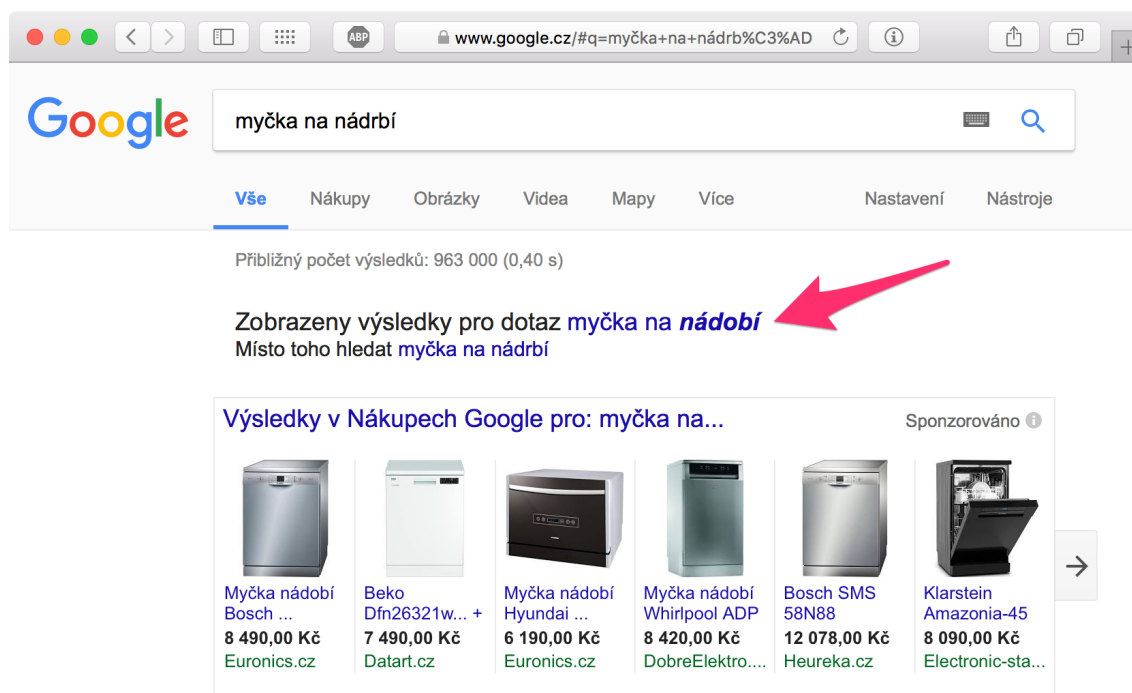 ABP
www.google.cz/#q=myčka+na+nádrb%C3%AD
Google
myčka na nádrbí
Vše Nákupy Obrázky Videa Mapy Více Nastavení Nástroje
Přibližný počet výsledků: 963 000 (0,40 s)
Zobrazeny výsledky pro dotaz myčka na nádobí
Místo toho hledat myčka na nádrbí
Výsledky v Nákupech Google pro: myčka na... Sponzorováno
Myčka nádobí
Bosch ...
8 490,00 Kč
Euronics.cz
Beko
Dfn26321w... +
7 490,00 Kč
Datart.cz
Myčka nádobí
Hyundai ...
6 190,00 Kč
Euronics.cz
Myčka nádobí
Whirlpool ADP
8 420,00 Kč
DobreElektro....
Bosch SMS
58N88
12 078,00 Kč
Heureka.cz
Klarstein
Amazonia-45
8 090,00 Kč
Electronic-sta...